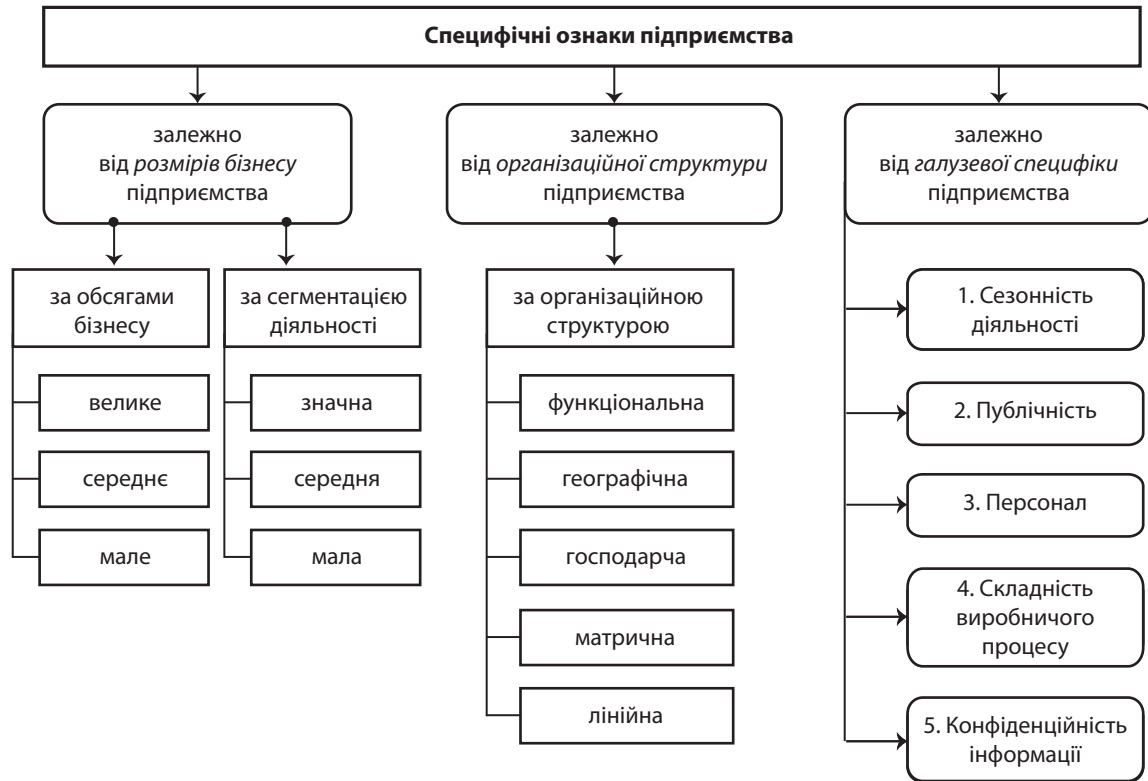 Специфічні ознаки підприємства
залежно
від розмірів бізнесу
підприємства
за обсягами
бізнесу
велике
середнє
мале
за сегментацією
діяльності
значна
середня
мала
залежно
від організаційної структури
підприємства
за організаційною
структурою
функціональна
географічна
господарча
матрична
лінійна
залежно
від галузевої специфіки
підприємства
1. Сезонність
діяльності
2. Публічність
3. Персонал
4. Складність
виробничого
процесу
5. Конфіденційність
інформації